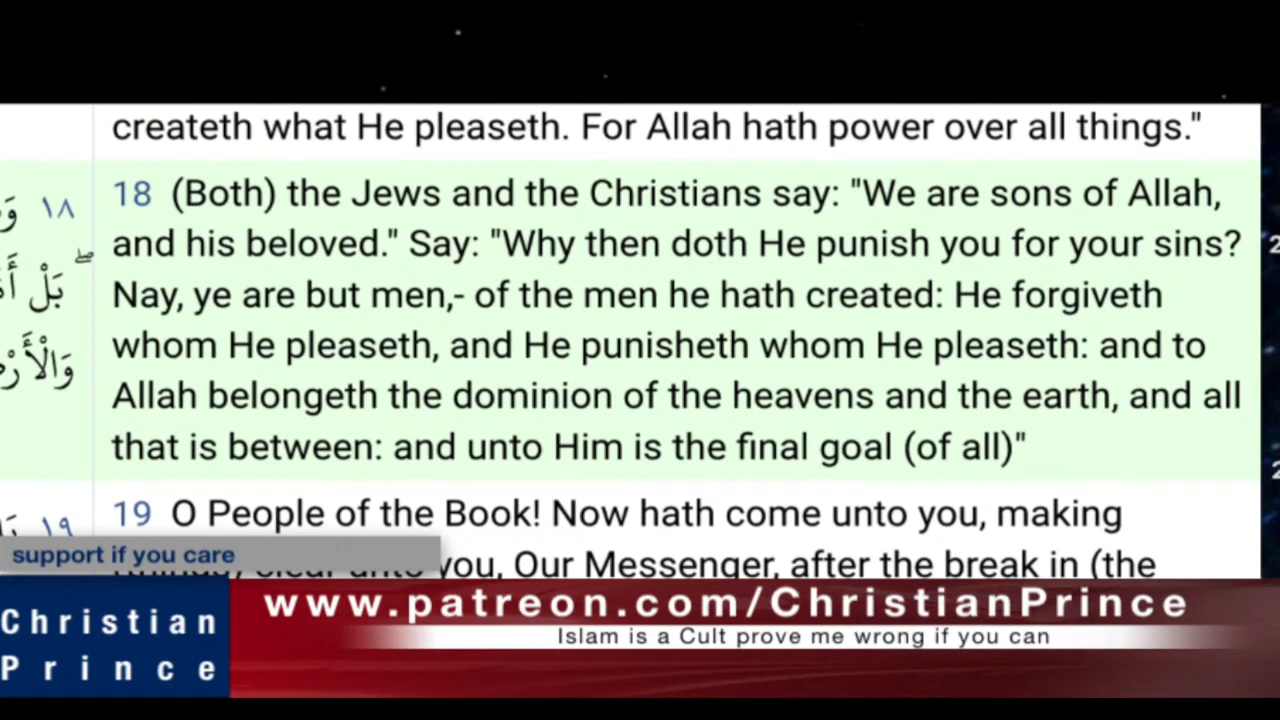 createth what He pleaseth. For Allah hath power over all things."
١٨
18 (Both) the Jews and the Christians say: "We are sons of Allah,
and his beloved." Say: "Why then doth He punish you for your sins?
بَلْ
Nay, ye are but men,- of the men he hath created: He forgiveth
whom He pleaseth, and He punisheth whom He pleaseth: and to
Allah belongeth the dominion of the heavens and the earth, and all
that is between: and unto Him is the final goal (of all)"
١٩
19 O People of the Book! Now hath come unto you, making
support if you care
clear unto you, Our Messenger, after the break in (the
Christian
Prince
www.patreon.com/ChristianPrince
Islam is a Cult prove me wrong if you can